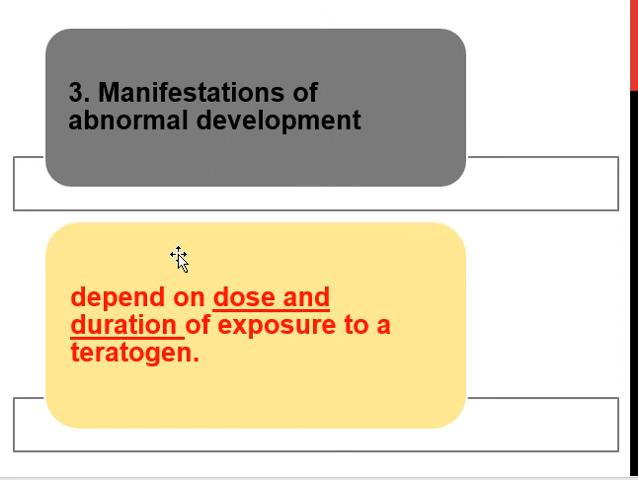 3. Manifestations of
abnormal development
depend on dose and
duration of exposure to a
teratogen.